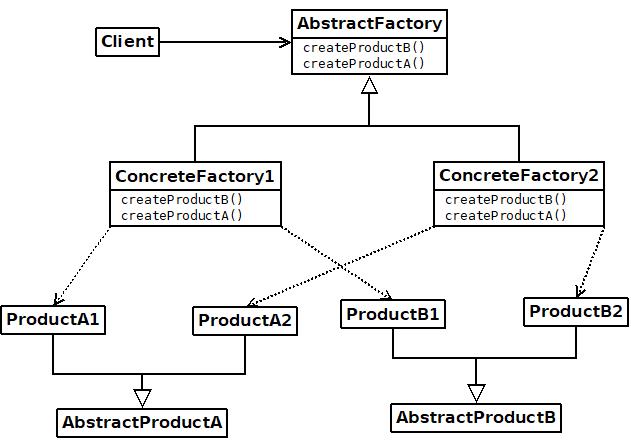 AbstractFactory
Client
createProductB()
createProductA()
ConcreteFactory1
ConcreteFactory2
createProductB()
createProductB()
createProductA()
createProductA()
ProductA1
ProductA2
ProductB1
ProductB2
AbstractProductA
AbstractProductB